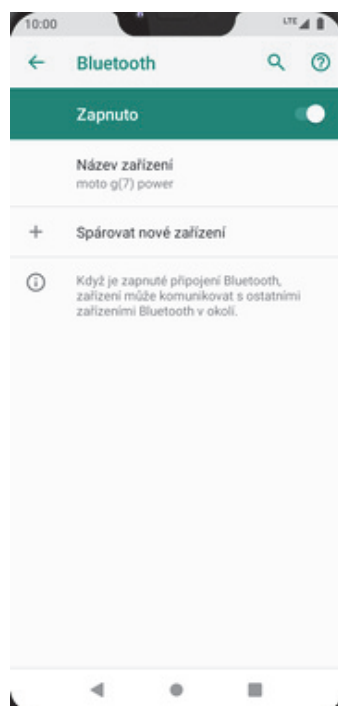 10:00 LTE
Bluetooth
Zapnuto
Název zařízení
moto g(7) power
Spárovat nové zařízení
Když je zapnuté připojení Bluetooth,
zařízení může komunikovat s ostatními
zařízeními Bluetooth v okolí.